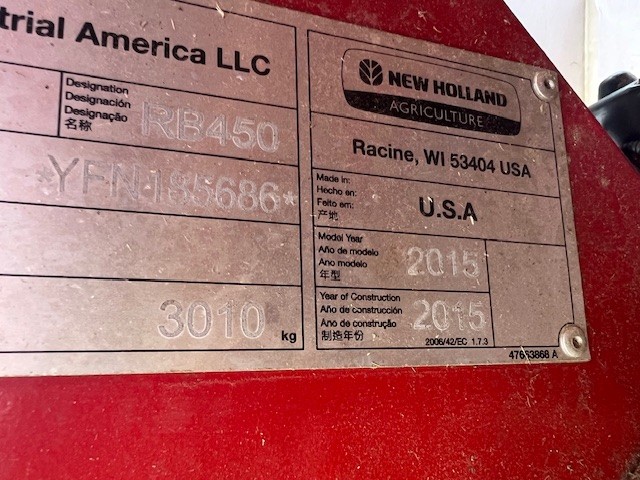 trial America LLC
Designation
Designación
Designação
名称
RB450
*YFN185686*
3010 kg
NEW HOLLAND
AGRICULTURE
Racine, WI 53404 USA
Made in:
Hecho en:
Feito em:
产地
U.S.A
Model Year
Año de modelo
Ano modelo
年型
2015
Year of Construction
Año de construcción
Ano de construção
制造年份
2015
2006/42/EC 1.7.3